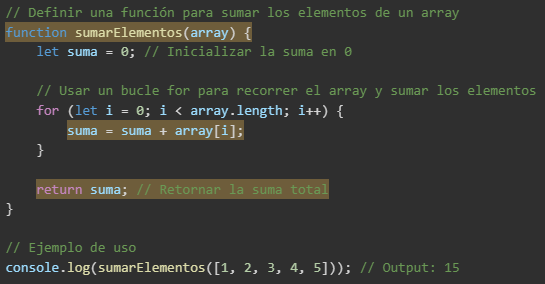 // Definir una función para sumar los elementos de un array
function sumarElementos(array) {
    let suma = 0; // Inicializar la suma en 0

    // Usar un bucle for para recorrer el array y sumar los elementos
    for (let i = 0; i < array.length; i++) {
        suma = suma + array[i];
    }

    return suma; // Retornar la suma total
}

// Ejemplo de uso
console.log(sumarElementos([1, 2, 3, 4, 5])); // Output: 15